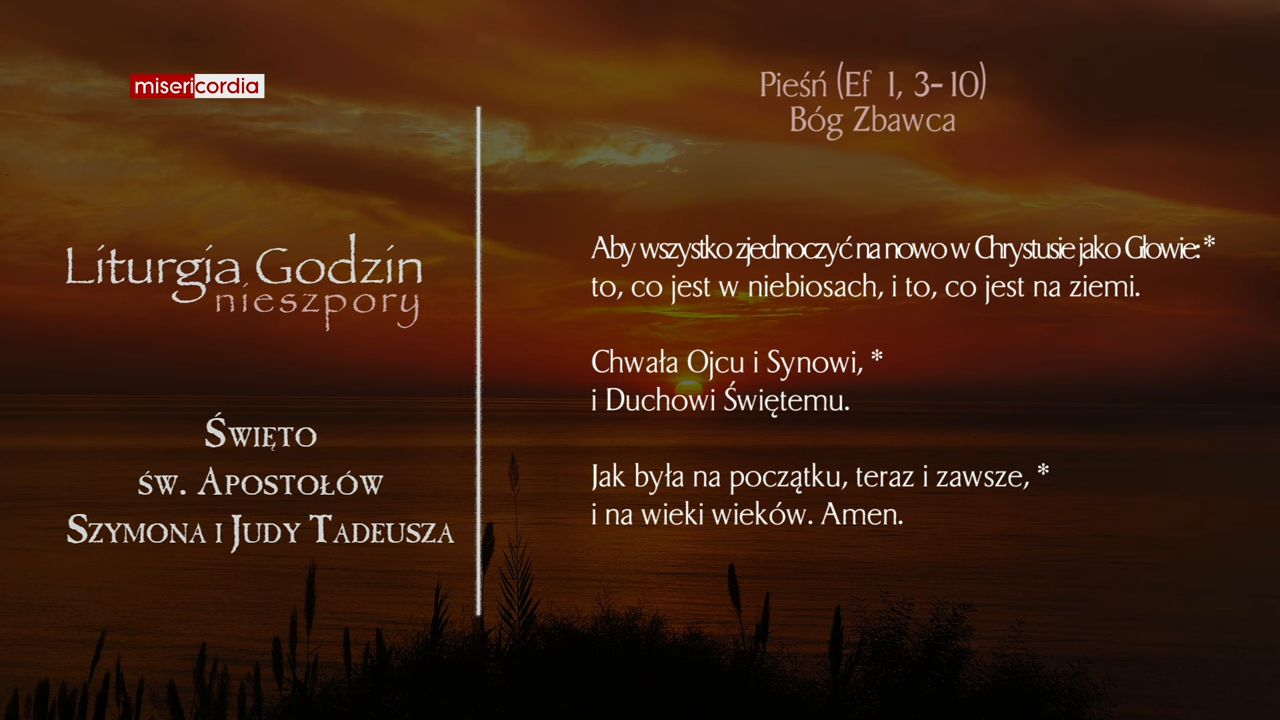 misericordia
Liturgia Godzin
nieszpory
Święto
św. Apostołów
Szymona i Judy Tadeusza
Pieśń (Ef 1, 3-10)
Bóg Zbawca
Aby wszystko zjednoczyć na nowo w Chrystusie jako Głowie: *
to, co jest w niebiosach, i to, co jest na ziemi.
Chwała Ojcu i Synowi, *
i Duchowi Świętemu.
Jak była na początku, teraz i zawsze, *
i na wieki wieków. Amen.